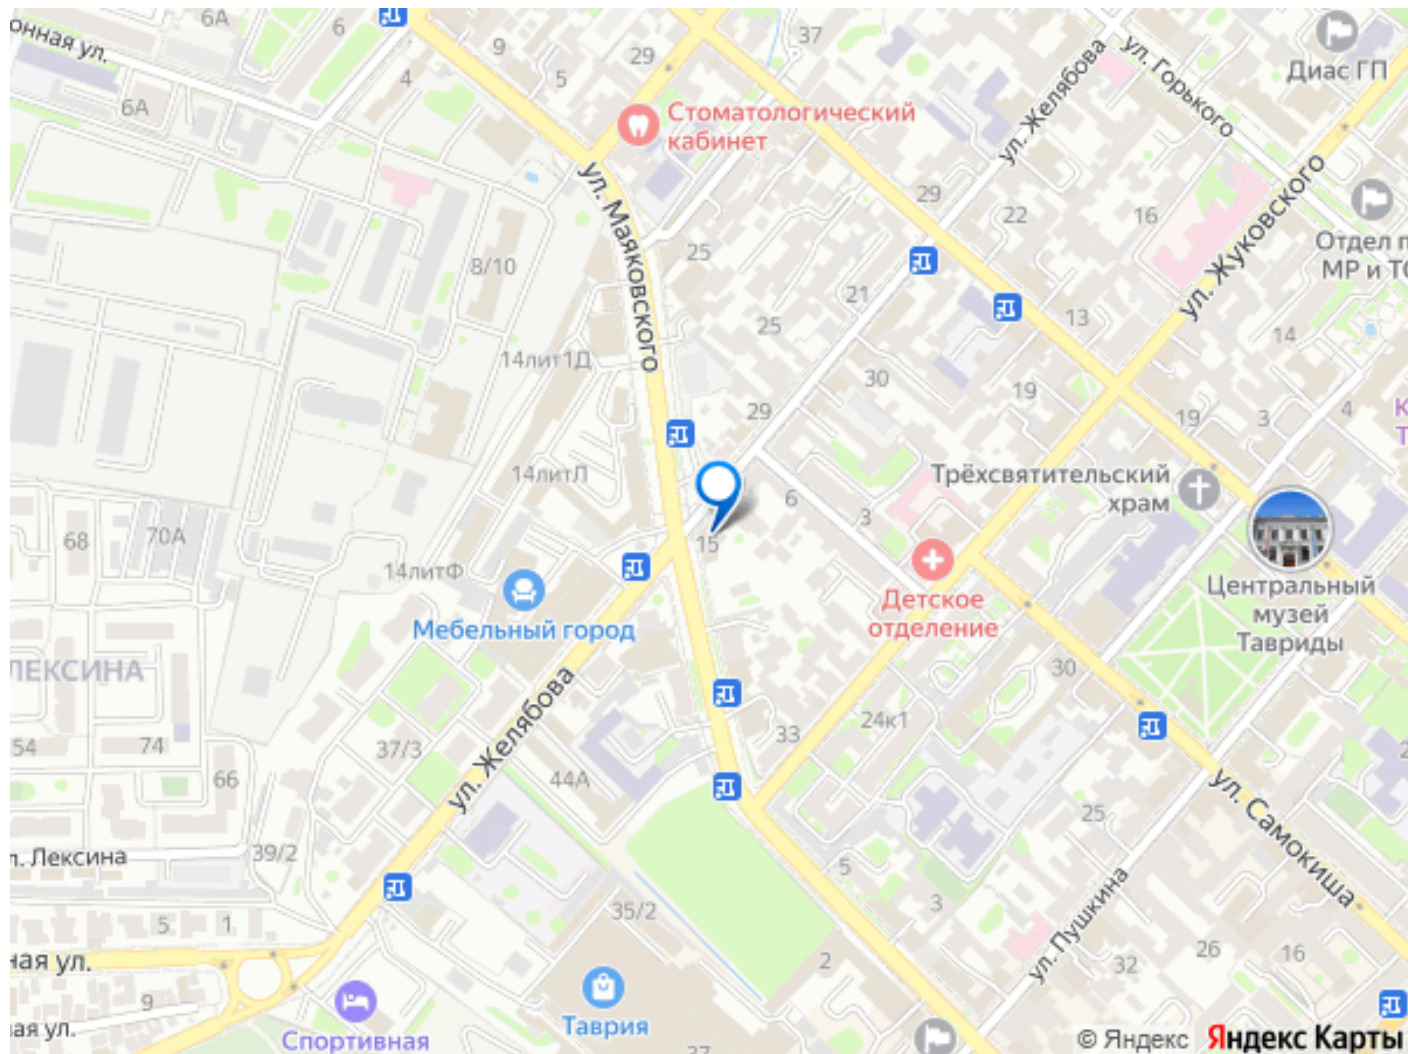 6А
онная ул.
6
9
29
37
Диас ГП
ул. Горького
ул. Желябова
4
5
6А
Стоматологический
кабинет
ул. Маяковского
29
22
16
ул. Жуковского
Отдел п
МР и ТО
8/10
25
21
25
13
14
14лит1Д
30
19
29
19
3
4
К
Т
14литЛ
Трёхсвятительский
храм
6
3
68
70А
15
14литФ
Мебельный город
Детское
отделение
Центральный
музей
Тавриды
ЛЕКСИНА
30
ул. Желябова
24к1
33
54
74
37/3
66
44А
ул. Самокиша
25
л. Лексина
39/2
5
ул. Пушкина
3
35/2
5
1
26
16
2
32
ная ул.
9
Таврия
ая ул.
Спортивная
37
© Яндекс Яндекс Карты